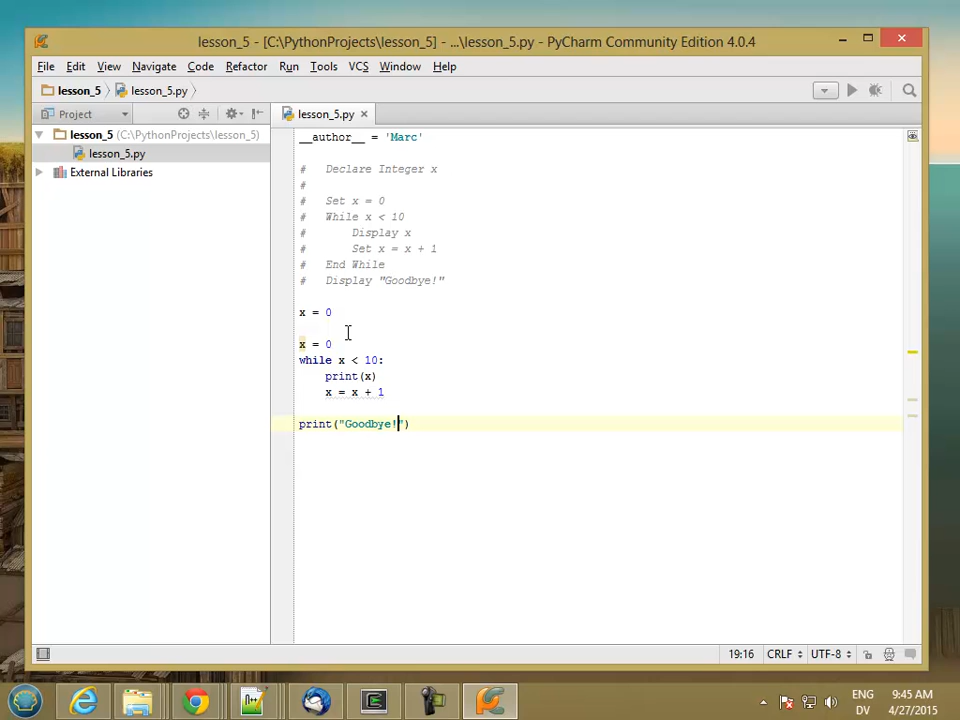 lesson_5 - [C:\PythonProjects\lesson_5] - ...\lesson_5.py - PyCharm Community Edition 4.0.4
File Edit View Navigate Code Refactor Run Tools VCS Window Help
lesson_5 lesson_5.py
Project lesson_5.py
lesson_5 (C:\PythonProjects\lesson_5)
lesson_5.py
External Libraries
__author__ = 'Marc'
# Declare Integer x
#
# Set x = 0
# While x < 10
# Display x
# Set x = x + 1
# End While
# Display "Goodbye!"
x = 0
x = 0
while x < 10:
print(x)
x = x + 1
print("Goodbye!")
19:16 CRLF UTF-8
ENG 9:45 AM
DV 4/27/2015